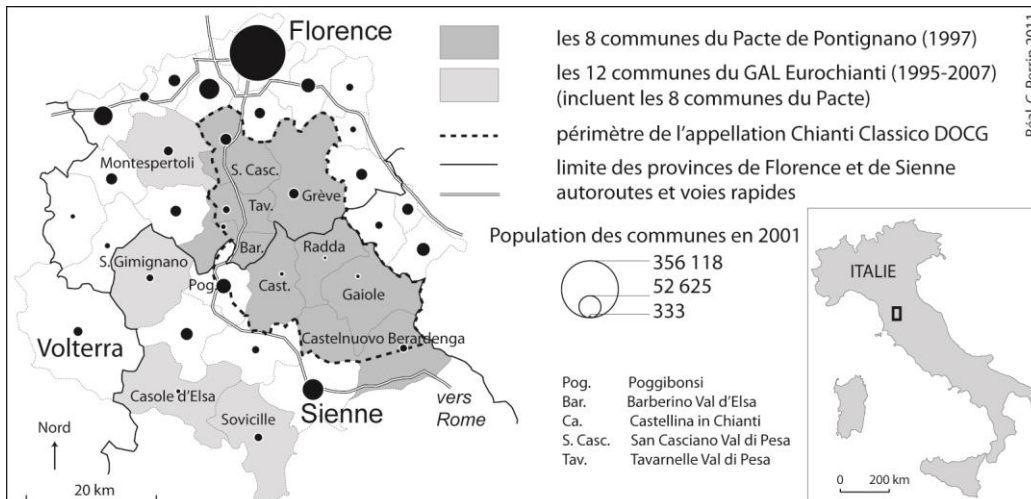 Florence
Montespertoli
S. Casc.
Grève
Tav.
Bar.
Radda
S. Gimignano
Pog.
Cast.
Gaiole
Volterra
Castelnuovo Berardenga
Casole d'Elsa
Sienne
vers
Rome
Soville
Nord
20 km
les 8 communes du Pacte de Pontignano (1997)
les 12 communes du GAL Eurochianti (1995-2007)
(incluent les 8 communes du Pacte)
périmètre de l'appellation Chianti Classico DOCG
limite des provinces de Florence et de Sienne
autoroutes et voies rapides
Réal. C. Perrin 2011
Population des communes en 2001
356 118
52 625
333
Pog. Poggibonsi
Bar. Barberino Val d'Elsa
Ca. Castellina in Chianti
S. Casc. San Casciano Val di Pesa
Tav. Tavarnelle Val di Pesa
ITALIE
0 200 km